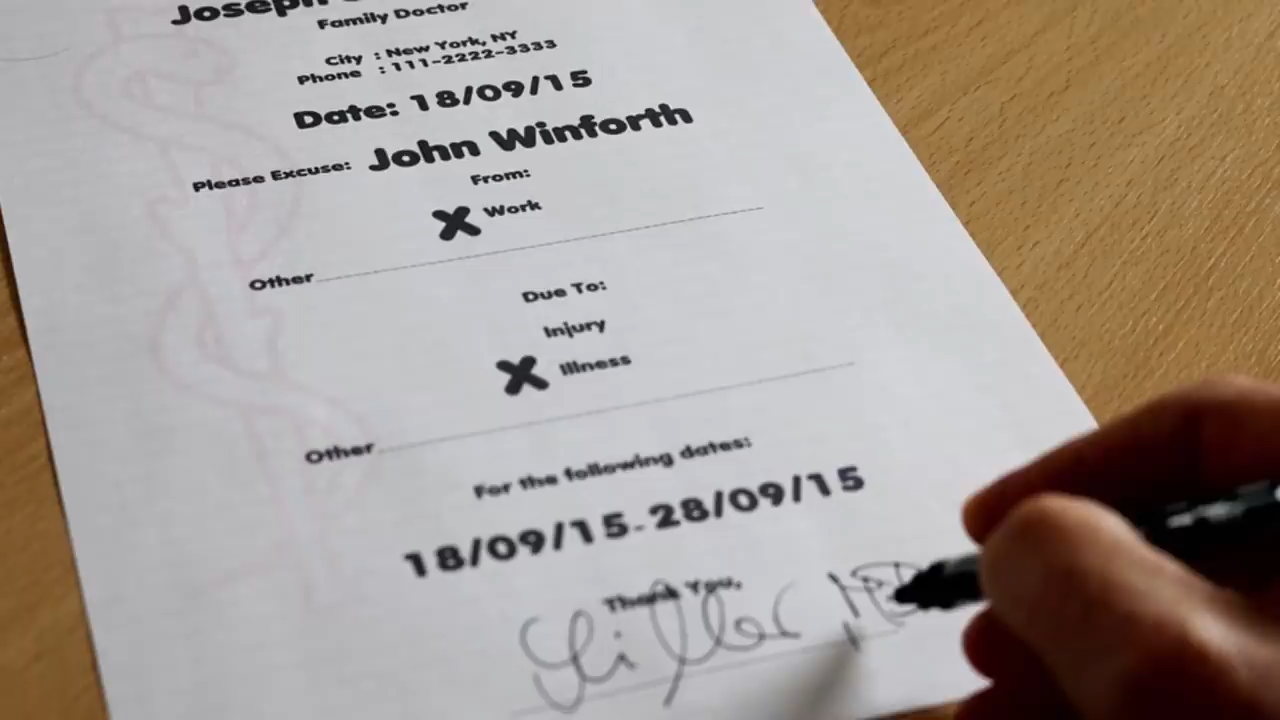 Joseph
Family Doctor
City : New York, NY
Phone : 111-2222-3333
Date: 18/09/15
Please Excuse: John Winforth
From:
X Work
Other
Due To:
Injury
X Illness
Other
For the following dates:
18/09/15-28/09/15
Thank You,
MD